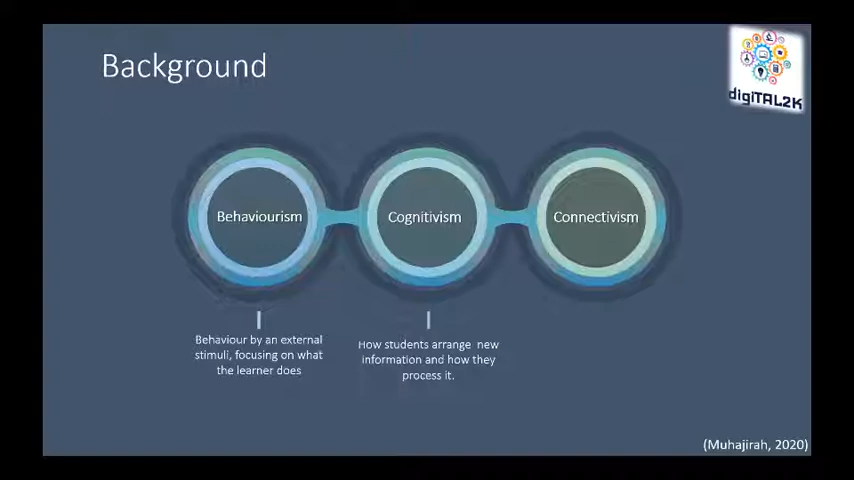 Background
digiTAL2K
Behaviourism
Cognitivism
Connectivism
Behaviour by an external
stimuli, focusing on what
the learner does
How students arrange new
information and how they
process it.
(Muhajirah, 2020)